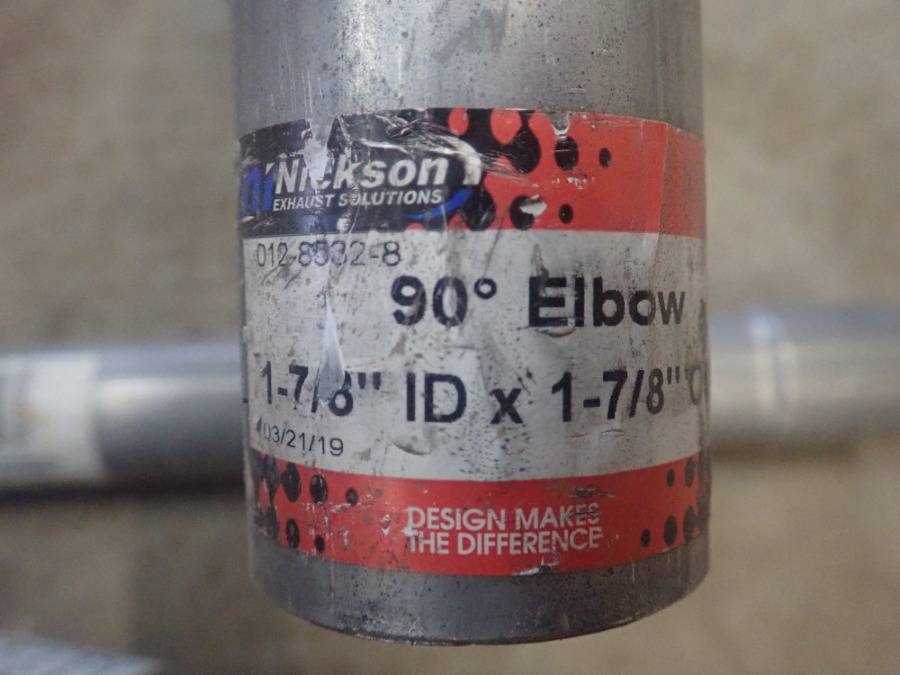 Nickson
EXHAUST SOLUTIONS
012-8532-8
90° Elbow
1-7/8" ID x 1-7/8"
03/21/19
DESIGN MAKES
THE DIFFERENCE